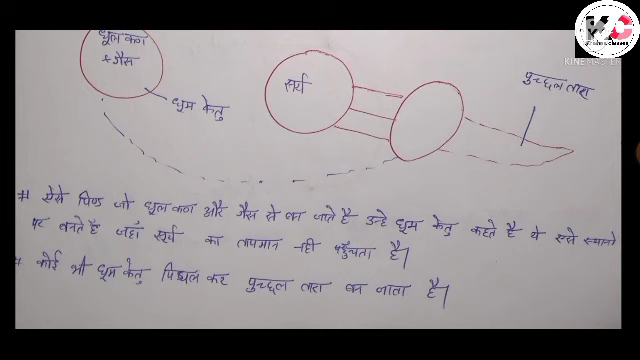 धूल कण
& गैस
धूम केतु
सूर्य
पुच्छल तारा
# ऐसे पिण्ड जो धूल कण और गैस से बन जाते है उन्हे धूम केतु कहते है ये ऐसे स्थानो
पर बनते है जहाँ सूर्य का तापमान नही पहुँचता है।
# कोई भी धूम केतु पिघल कर पुच्छल तारा बन जाता है।
KINEMASTER